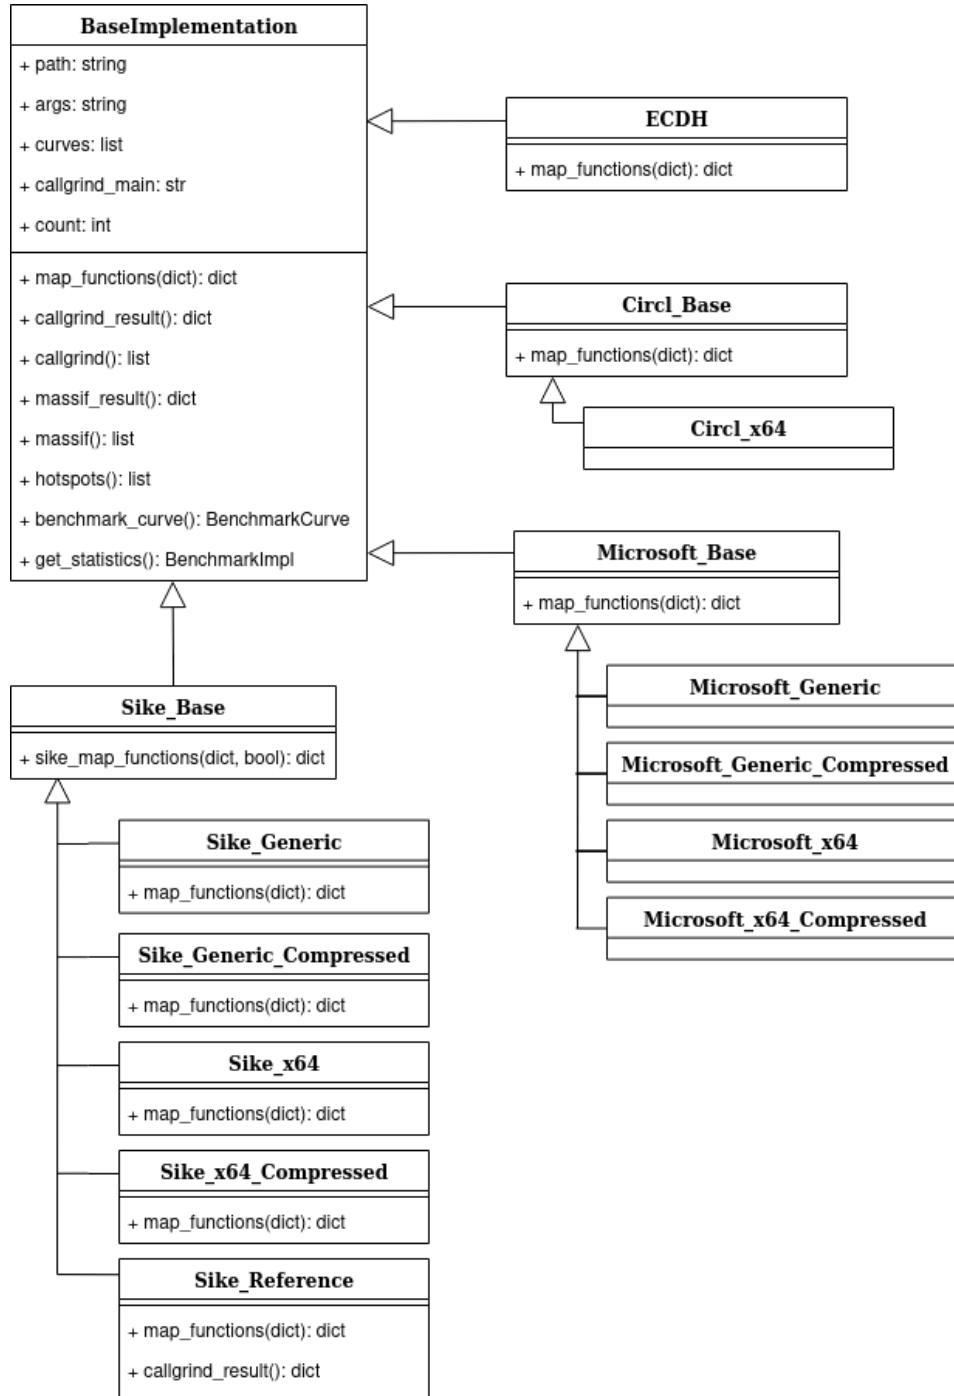 BaseImplementation
+ path: string
+ args: string
+ curves: list
+ callgrind_main: str
+ count: int
+ map_functions(dict): dict
+ callgrind_result(): dict
+ callgrind(): list
+ massif_result(): dict
+ massif(): list
+ hotspots(): list
+ benchmark_curve(): BenchmarkCurve
+ get_statistics(): BenchmarkImpl
ECDH
+ map_functions(dict): dict
Circl_Base
+ map_functions(dict): dict
Circl_x64
Microsoft_Base
+ map_functions(dict): dict
Microsoft_Generic
Microsoft_Generic_Compressed
Microsoft_x64
Microsoft_x64_Compressed
Sike_Base
+ sike_map_functions(dict, bool): dict
Sike_Generic
+ map_functions(dict): dict
Sike_Generic_Compressed
+ map_functions(dict): dict
Sike_x64
+ map_functions(dict): dict
Sike_x64_Compressed
+ map_functions(dict): dict
Sike_Reference
+ map_functions(dict): dict
+ callgrind_result(): dict